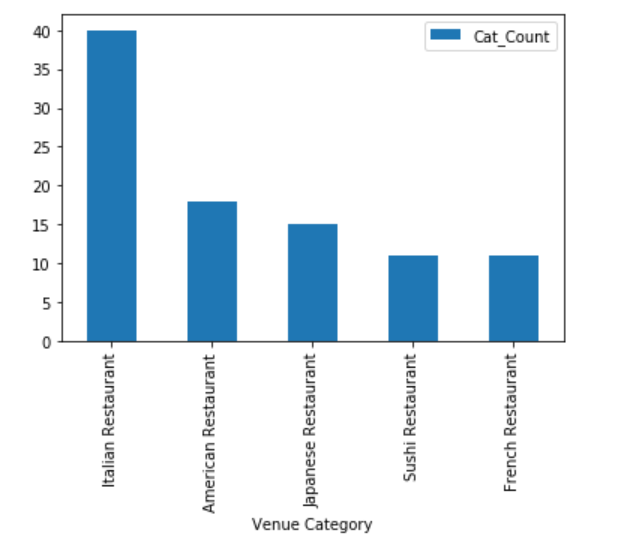 40
35
30
25
20
15
10
5
0
Cat_Count
Italian Restaurant
American Restaurant
Japanese Restaurant
Sushi Restaurant
French Restaurant
Venue Category